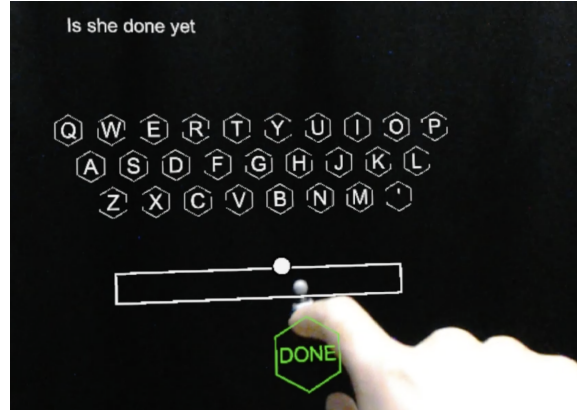 Is she done yet
Q W E R T Y U I O P
A S D F G H J K L
Z X C V B N M '
DONE